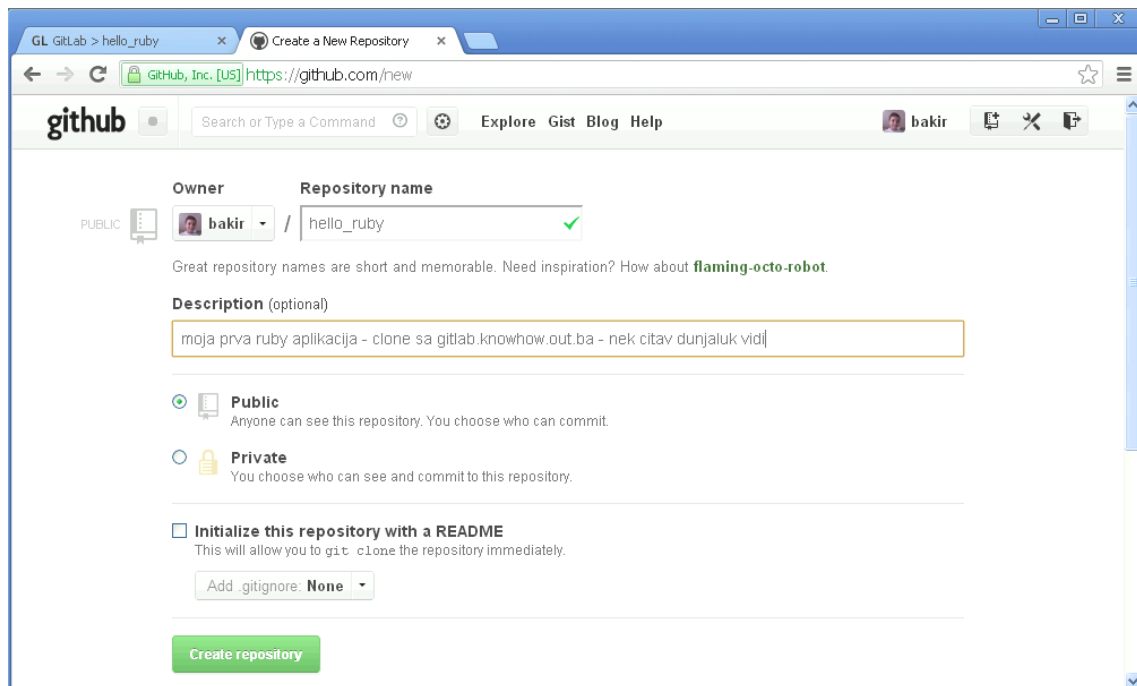 GL GitLab > hello_ruby
Create a New Repository
GitHub, Inc. [US] https://github.com/new
github Search or Type a Command Explore Gist Blog Help bakir
Owner Repository name
PUBLIC bakir / hello_ruby
Great repository names are short and memorable. Need inspiration? How about flaming-octo-robot.
Description (optional)
moja prva ruby aplikacija - clone sa gitlab.knowhow.out.ba - nek citav dunjaluk vidi
Public
Anyone can see this repository. You choose who can commit.
Private
You choose who can see and commit to this repository.
Initialize this repository with a README
This will allow you to git clone the repository immediately.
Add .gitignore: None
Create repository